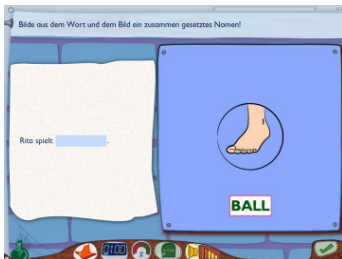 Bilde aus dem Wort und dem Bild ein zusammen gesetztes Nomen!
Rita spielt .
BALL